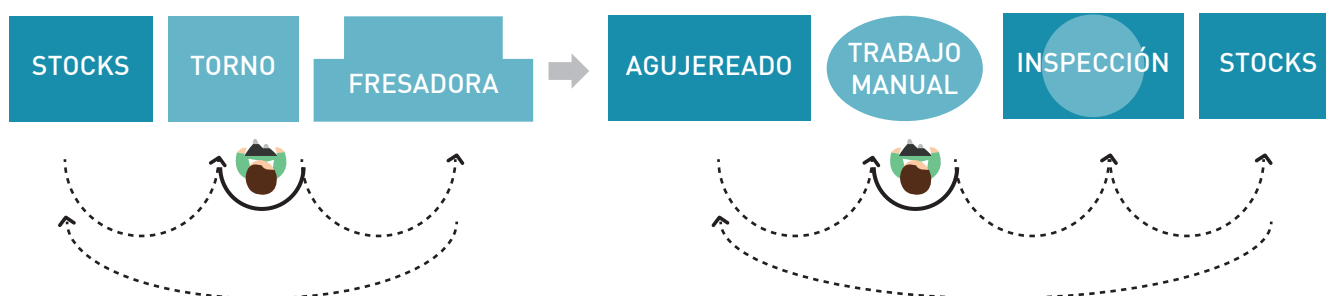 STOCKS
TORNO
FRESADORA
AGUJEREADO
TRABAJO
MANUAL
INSPECCIÓN
STOCKS